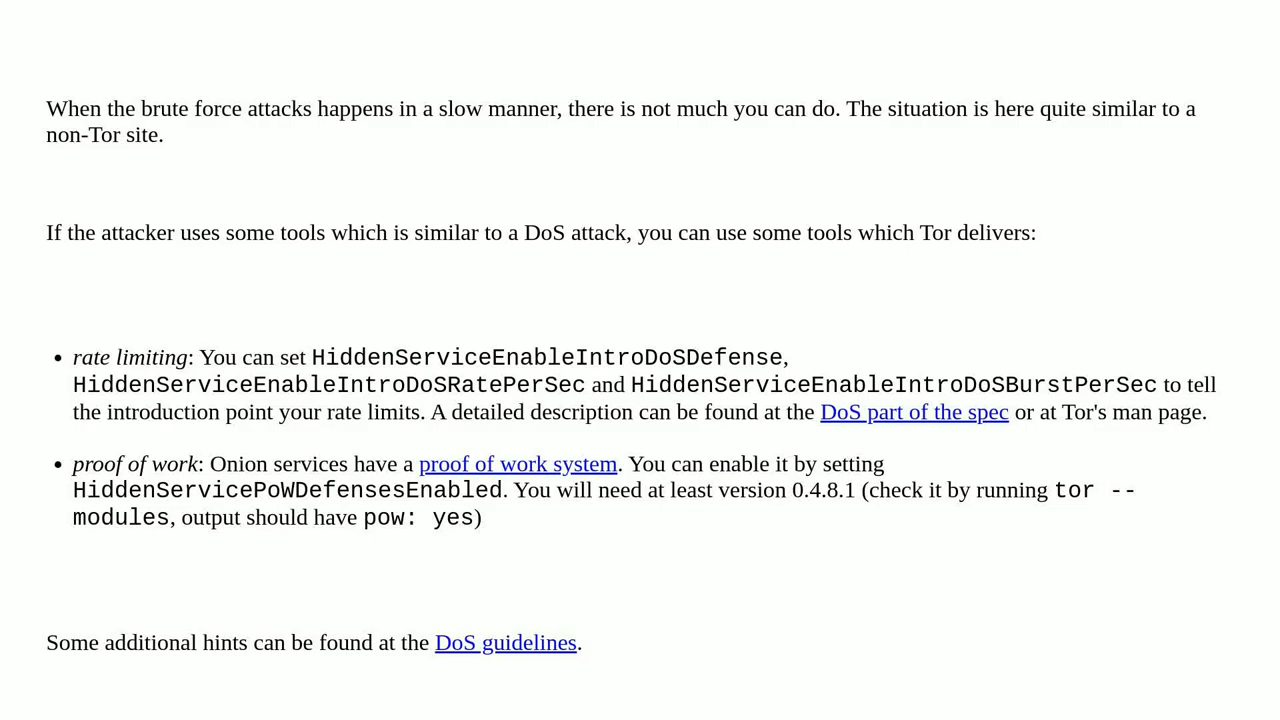 When the brute force attacks happens in a slow manner, there is not much you can do. The situation is here quite similar to a
non-Tor site.
If the attacker uses some tools which is similar to a DoS attack, you can use some tools which Tor delivers:
• rate limiting: You can set HiddenServiceEnableIntroDoSDefense,
HiddenServiceEnableIntroDoSRatePerSec and HiddenServiceEnableIntroDoSBurstPerSec to tell
the introduction point your rate limits. A detailed description can be found at the DoS part of the spec or at Tor's man page.
• proof of work: Onion services have a proof of work system. You can enable it by setting
HiddenServicePoWDefensesEnabled. You will need at least version 0.4.8.1 (check it by running tor --
modules, output should have pow: yes)
Some additional hints can be found at the DoS guidelines.